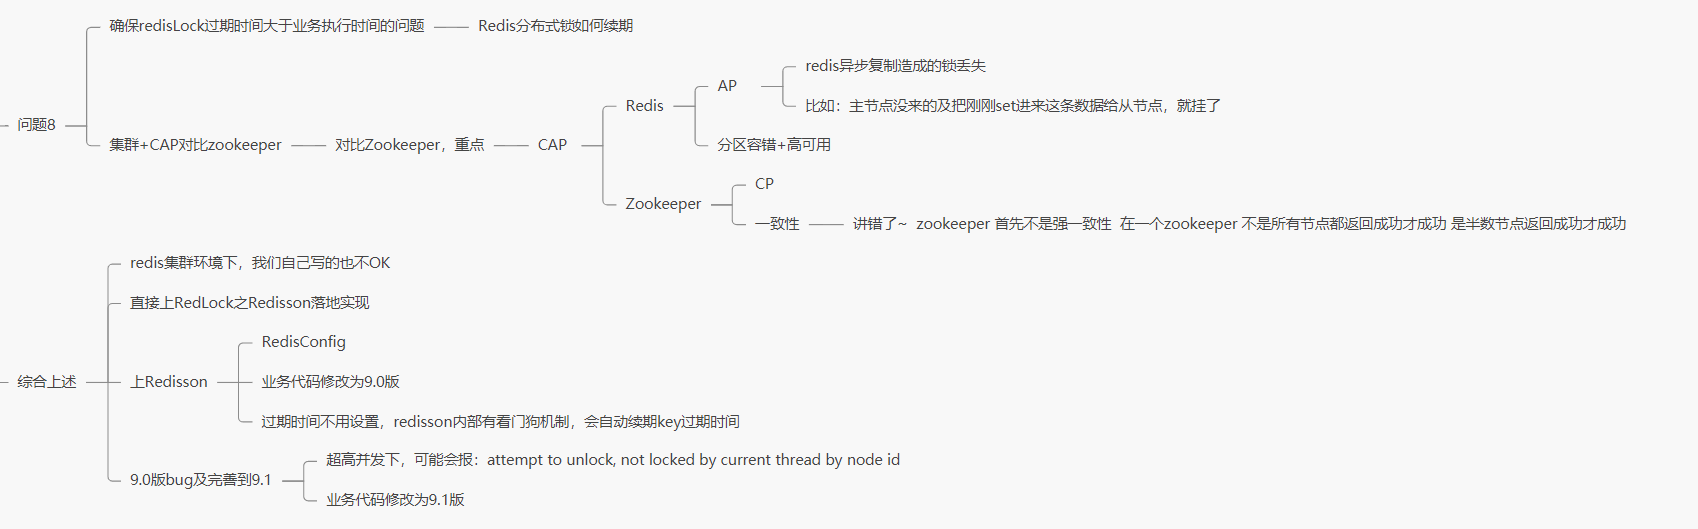 问题8
确保redisLock过期时间大于业务执行时间的问题
Redis分布式锁如何续期
集群+CAP对比zookeeper
对比Zookeeper，重点
CAP
Redis
AP
redis异步复制造成的锁丢失
比如：主节点没来的及把刚刚set进来这条数据给从节点，就挂了
分区容错+高可用
Zookeeper
CP
一致性
讲错了~ zookeeper 首先不是强一致性 在一个zookeeper 不是所有节点都返回成功才成功 是半数节点返回成功才成功
综合上述
redis集群环境下，我们自己写的也不OK
直接上RedLock之Redisson落地实现
上Redisson
RedisConfig
业务代码修改为9.0版
过期时间不用设置，redisson内部有看门狗机制，会自动续期key过期时间
9.0版bug及完善到9.1
超高并发下，可能会报：attempt to unlock, not locked by current thread by node id
业务代码修改为9.1版